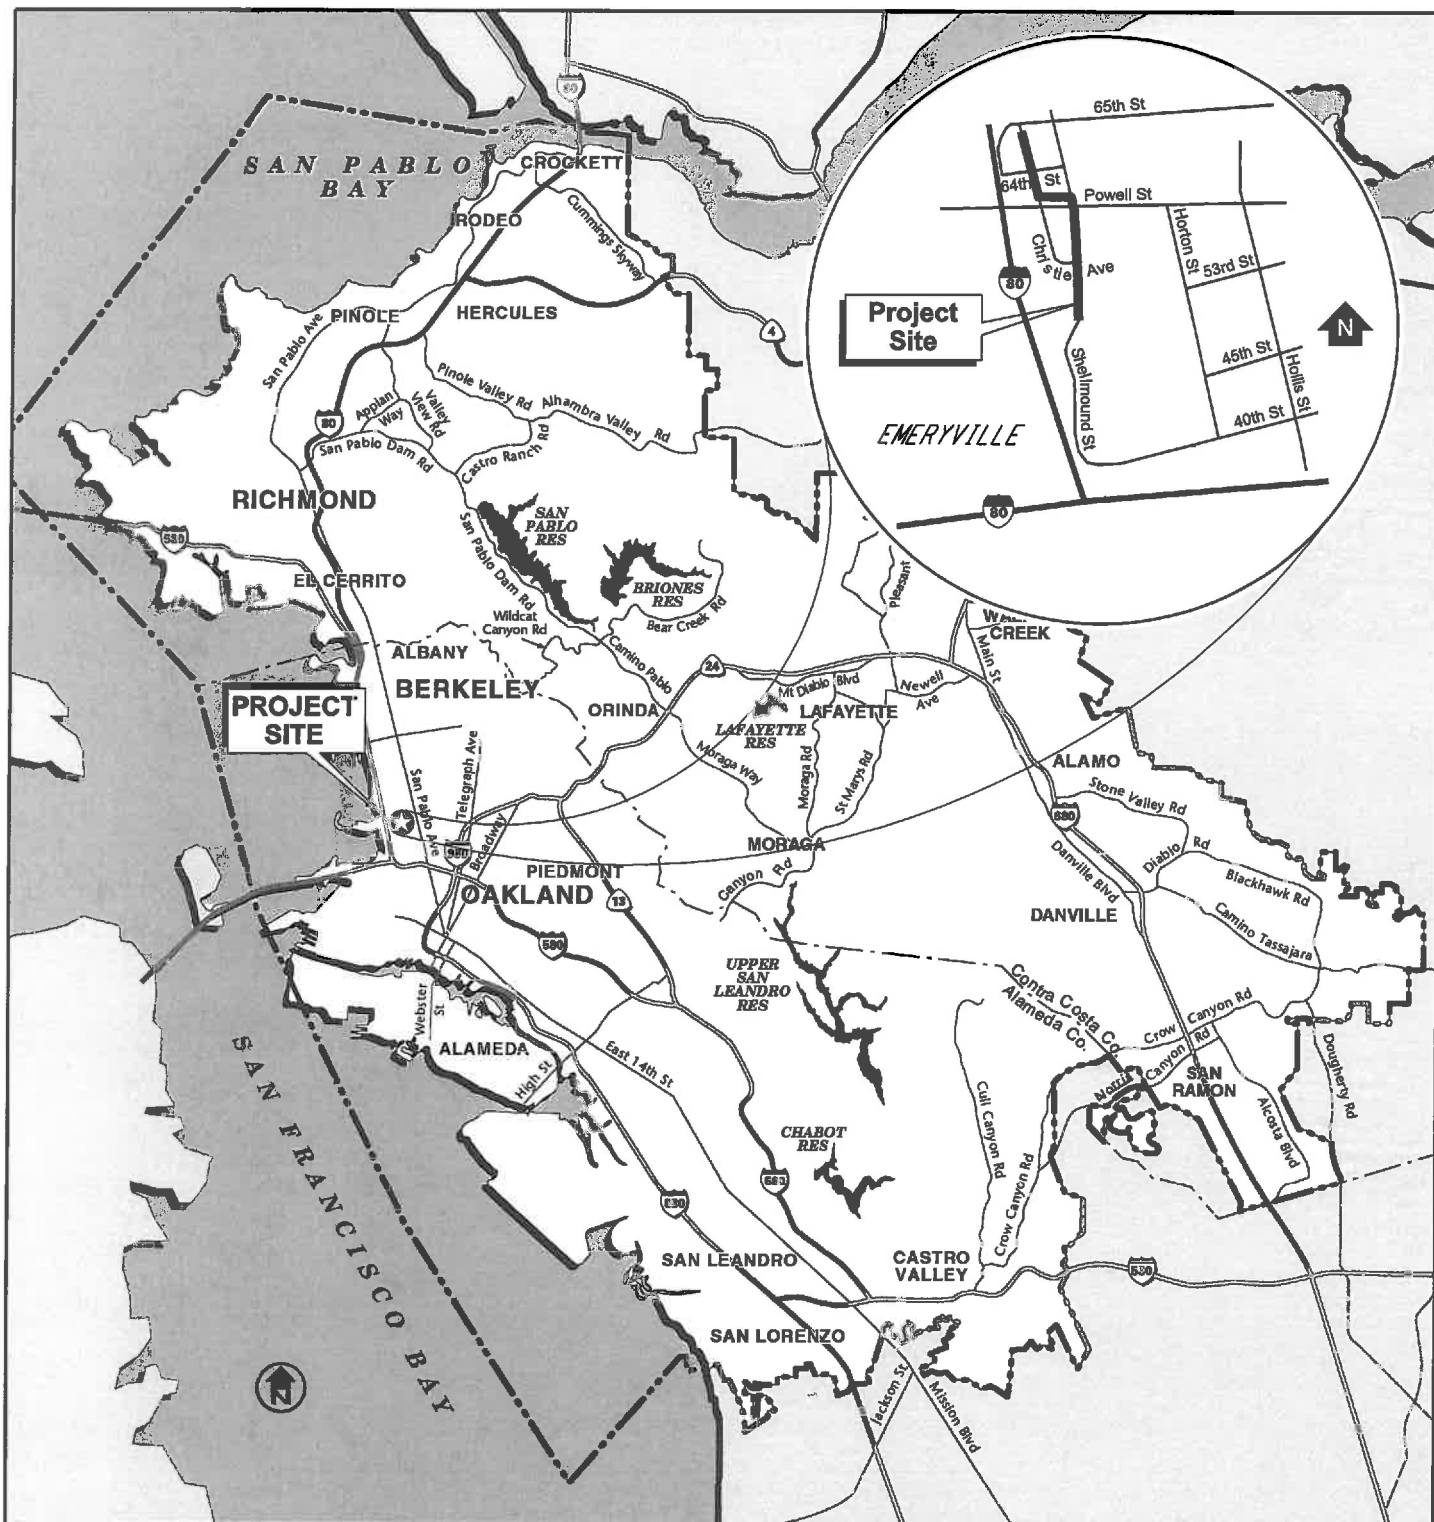 80
SAN PABLO
BAY
CROCKETT
RODEO
Cummings Skyway
HERCULES
PINOLE
San Pablo Ave
4
80
Appian
Way
Valley
View Rd
Pinole Valley Rd
Alhambra Valley Rd
San Pablo Dam Rd
Castro Ranch Rd
RICHMOND
580
EL CERRITO
SAN
PABLO
RES
San Pablo Dam Rd
BRIONES
RES
Bear Creek Rd
Wildcat
Canyon Rd
Camino Pablo
Pleasant
CREEK
Main St
ALBANY
BERKELEY
ORINDA
24
Mt Diablo Blvd
Newell
Ave
LAFAYETTE
LAFAYETTE
RES
PROJECT
SITE
San Pablo Ave
Telegraph Ave
Broadway
980
Moraga Way
Moraga Rd
St Marys Rd
MORAGA
Canyon Rd
PIEDMONT
OAKLAND
13
580
ALAMO
Stone Valley Rd
680
Danville Blvd
Diablo Rd
Blackhawk Rd
DANVILLE
Camino Tassajara
UPPER
SAN
LEANDRO
RES
Contra Costa Co.
Alameda Co.
Crow Canyon Rd
Norris Canyon Rd
SAN
RAMON
Dougherty Rd
Alcosta Blvd
Webster
St
ALAMEDA
High St
East 14th St
Cull Canyon Rd
Crow Canyon Rd
CHABOT
RES
580
SAN LEANDRO
CASTRO
VALLEY
580
SAN LORENZO
Jackson St
Mission Blvd
SAN FRANCISCO BAY
N
65th St
64th St
Powell St
Christie Ave
Horton St
53rd St
80
Project
Site
N
45th St
Hollis St
Shellmound St
40th St
EMERYVILLE
80